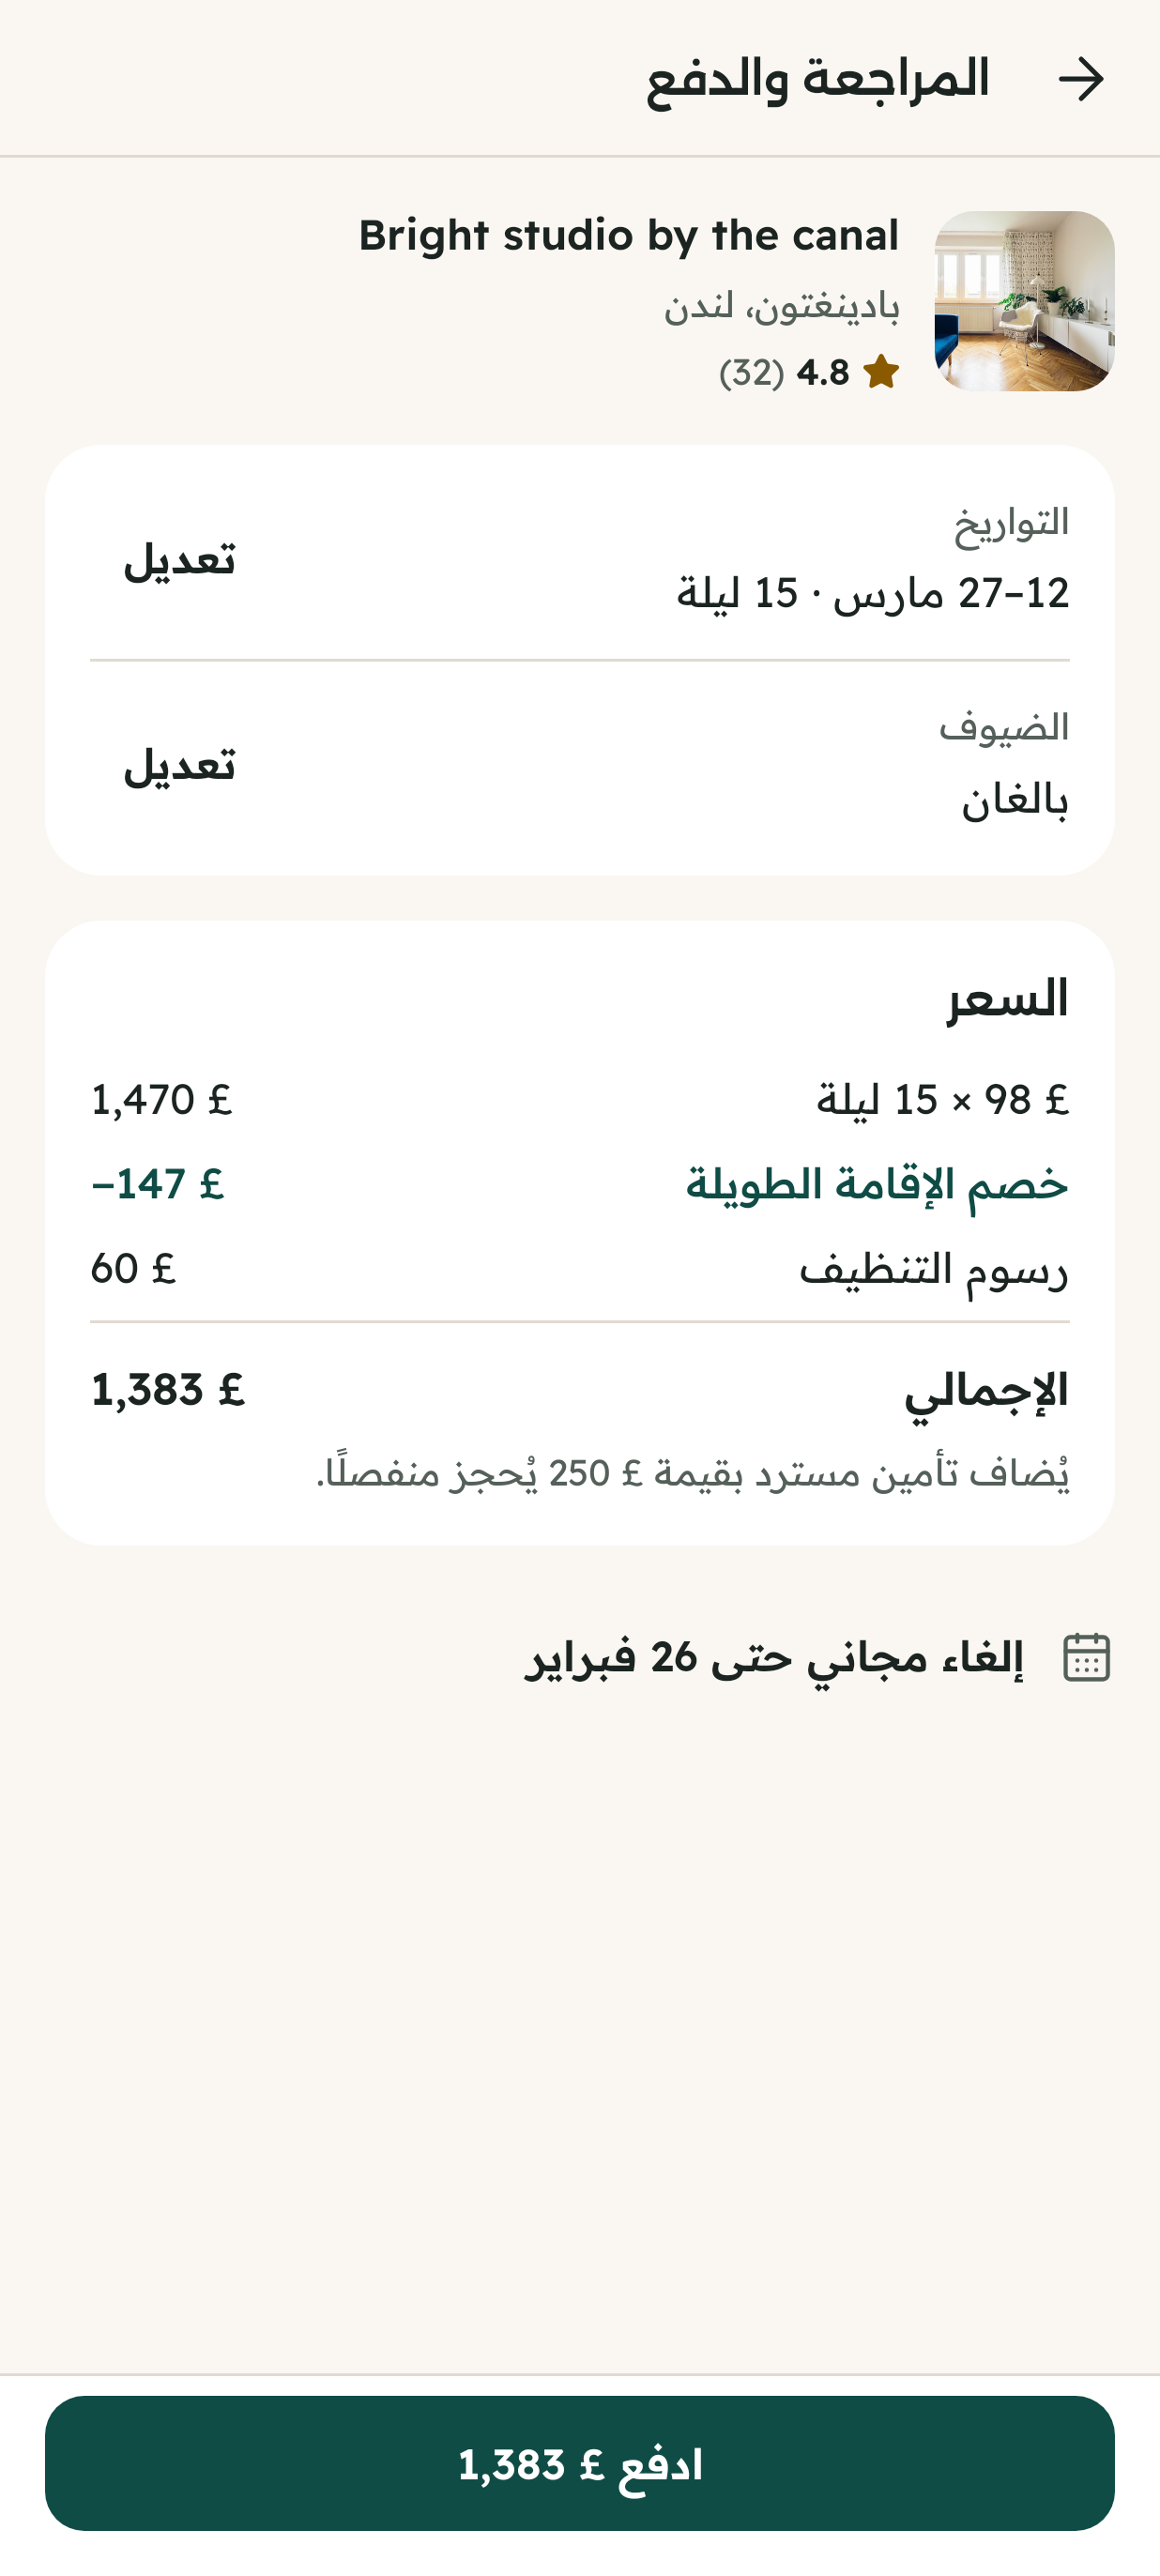 المراجعة والدفع
Bright studio by the canal
بادينغتون، لندن
4.8 (32)
التواريخ
12–27 مارس · 15 ليلة
تعديل
الضيوف
بالغان
تعديل
السعر
£ 98 × 15 ليلة
£ 1,470
خصم الإقامة الطويلة
£ 147−
رسوم التنظيف
£ 60
الإجمالي
£ 1,383
يُضاف تأمين مسترد بقيمة £ 250 يُحجز منفصلًا.
إلغاء مجاني حتى 26 فبراير
ادفع £ 1,383